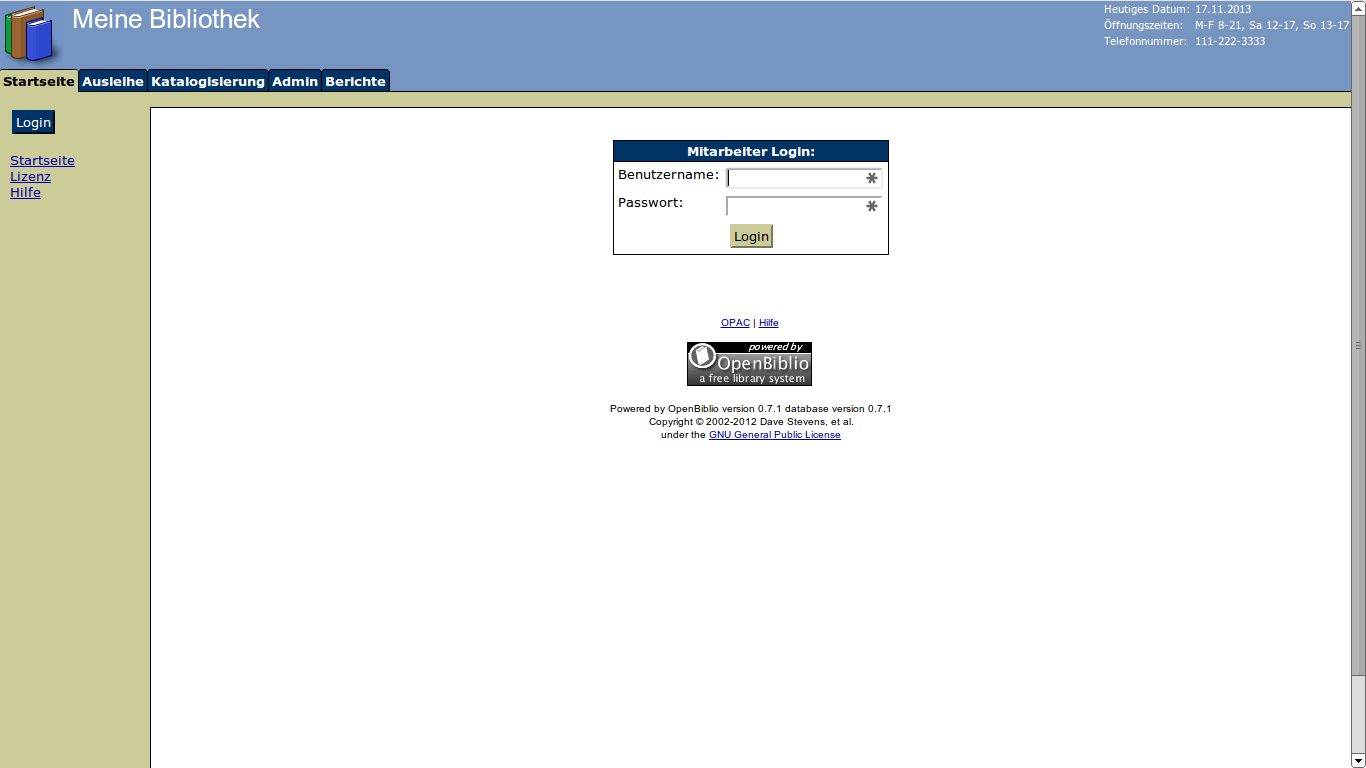 Meine Bibliothek
Heutiges Datum: 17.11.2013
Öffnungszeiten: M-F 8-21, Sa 12-17, So 13-17
Telefonnummer: 111-222-3333
Startseite Ausleihe Katalogisierung Admin Berichte
Login
Startseite
Lizenz
Hilfe
Mitarbeiter Login:
Benutzername:
Passwort:
Login
OPAC | Hilfe
powered by
OpenBiblio
a free library system
Powered by OpenBiblio version 0.7.1 database version 0.7.1
Copyright © 2002-2012 Dave Stevens, et al.
under the GNU General Public License